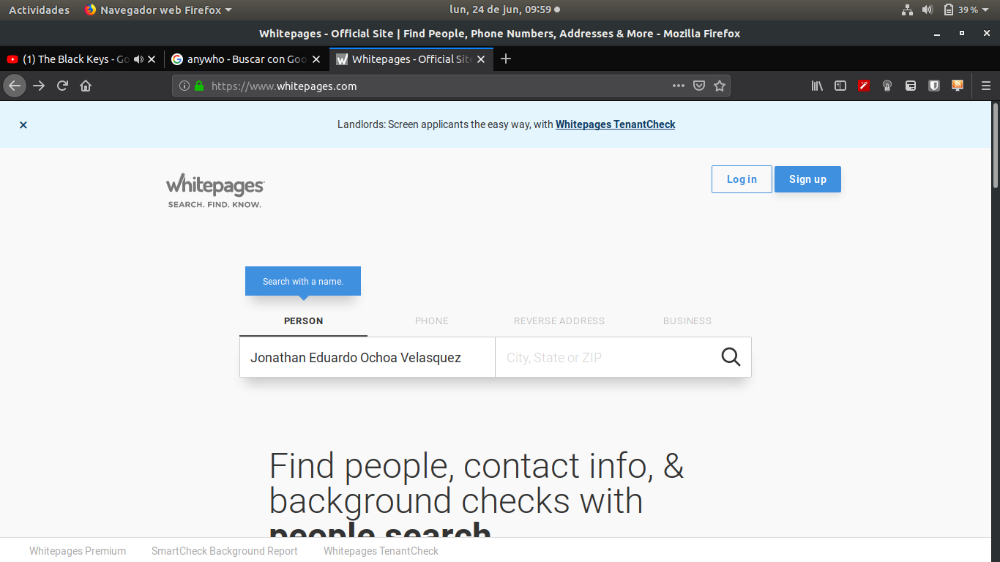 Actividades Navegador web Firefox lun, 24 de jun, 09:59 39 %
Whitepages - Official Site | Find People, Phone Numbers, Addresses & More - Mozilla Firefox
(1) The Black Keys - Go anywho - Buscar con Goo Whitepages - Official Site
https://www.whitepages.com
Landlords: Screen applicants the easy way, with Whitepages TenantCheck
whitepages
SEARCH. FIND. KNOW.
Log in Sign up
Search with a name.
PERSON PHONE REVERSE ADDRESS BUSINESS
Jonathan Eduardo Ochoa Velasquez City, State or ZIP
Find people, contact info, &
background checks with
people search
Whitepages Premium SmartCheck Background Report Whitepages TenantCheck